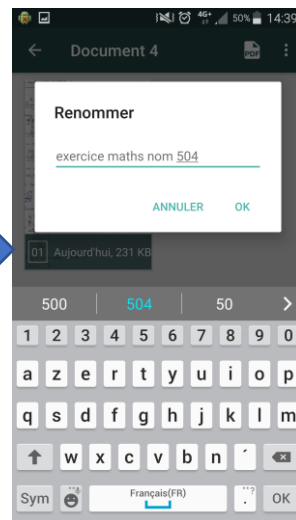 4G+ 50% 14:39
Document 4 PDF
Renommer
exercice maths nom 504
ANNULER OK
01 Aujourd'hui, 231 KB
500 504 50
1 2 3 4 5 6 7 8 9 0
a z e r t y u i o p
q s d f g h j k l m
w x c v b n ´
Sym Français(FR) . ? OK